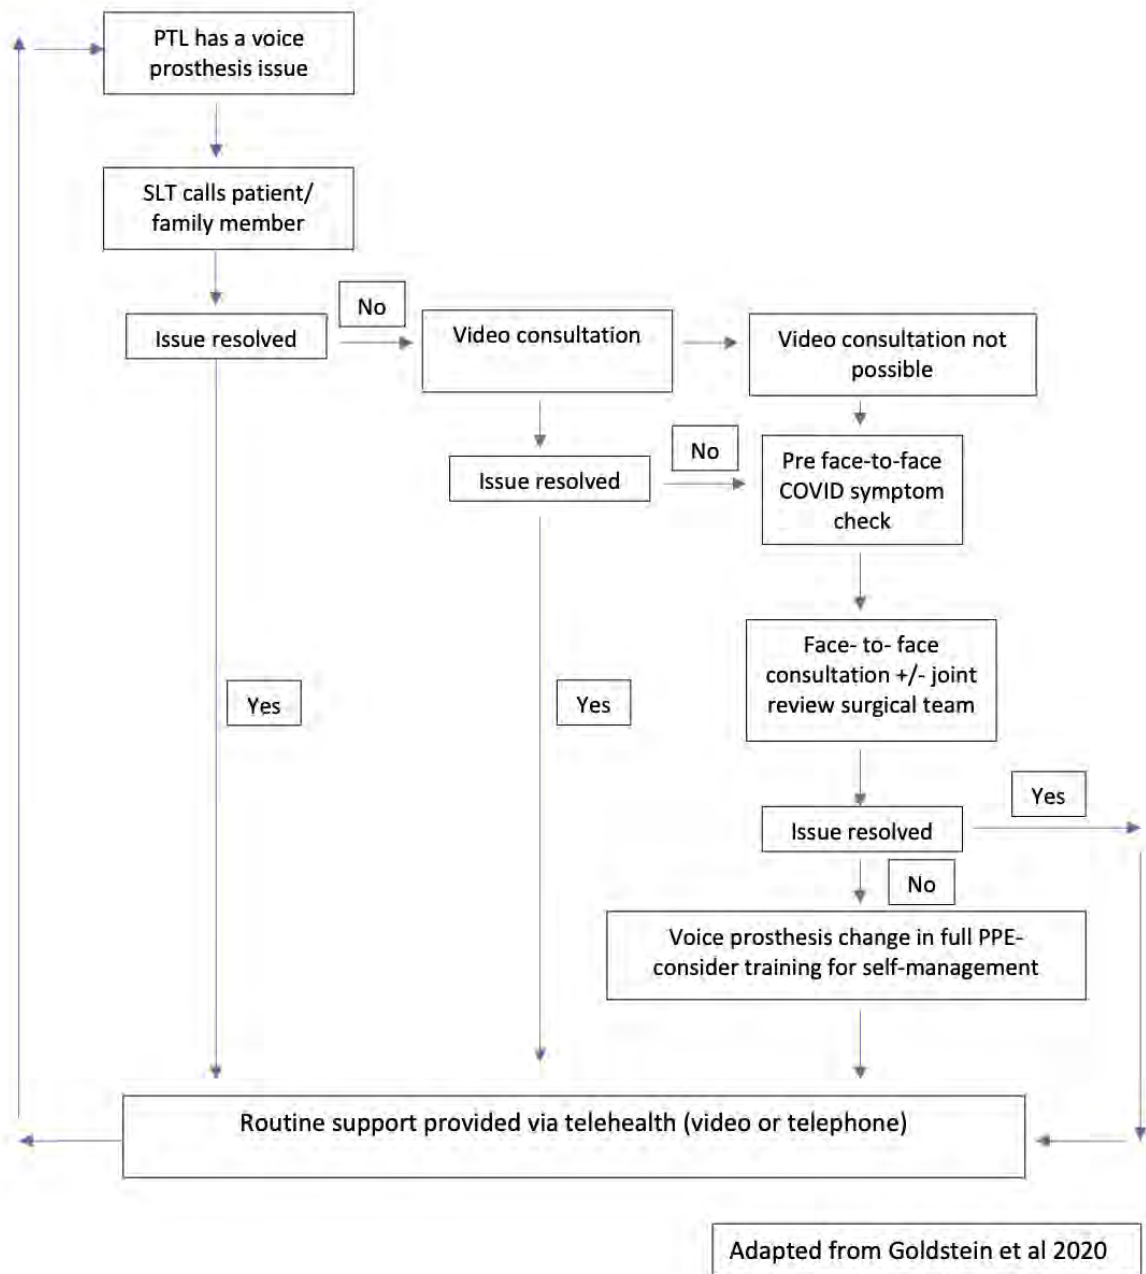 PTL has a voice
prosthesis issue
SLT calls patient/
family member
Issue resolved
No
Video consultation
Video consultation not
possible
Issue resolved
No
Pre face-to-face
COVID symptom
check
Face- to- face
consultation +/- joint
review surgical team
Yes
Yes
Issue resolved
Yes
No
Voice prosthesis change in full PPE-
consider training for self-management
Routine support provided via telehealth (video or telephone)
Adapted from Goldstein et al 2020